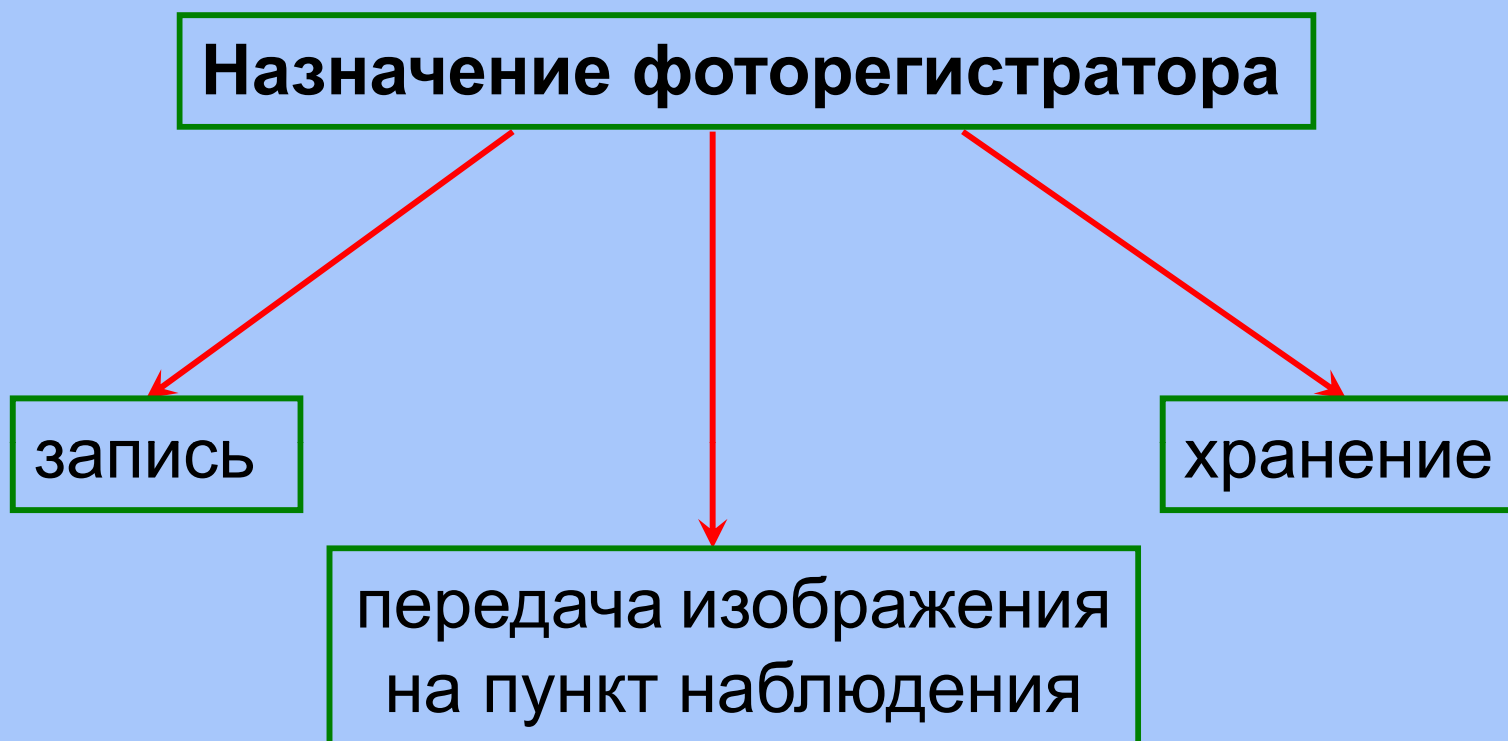 Назначение фоторегистратора
запись
хранение
передача изображения
на пункт наблюдения